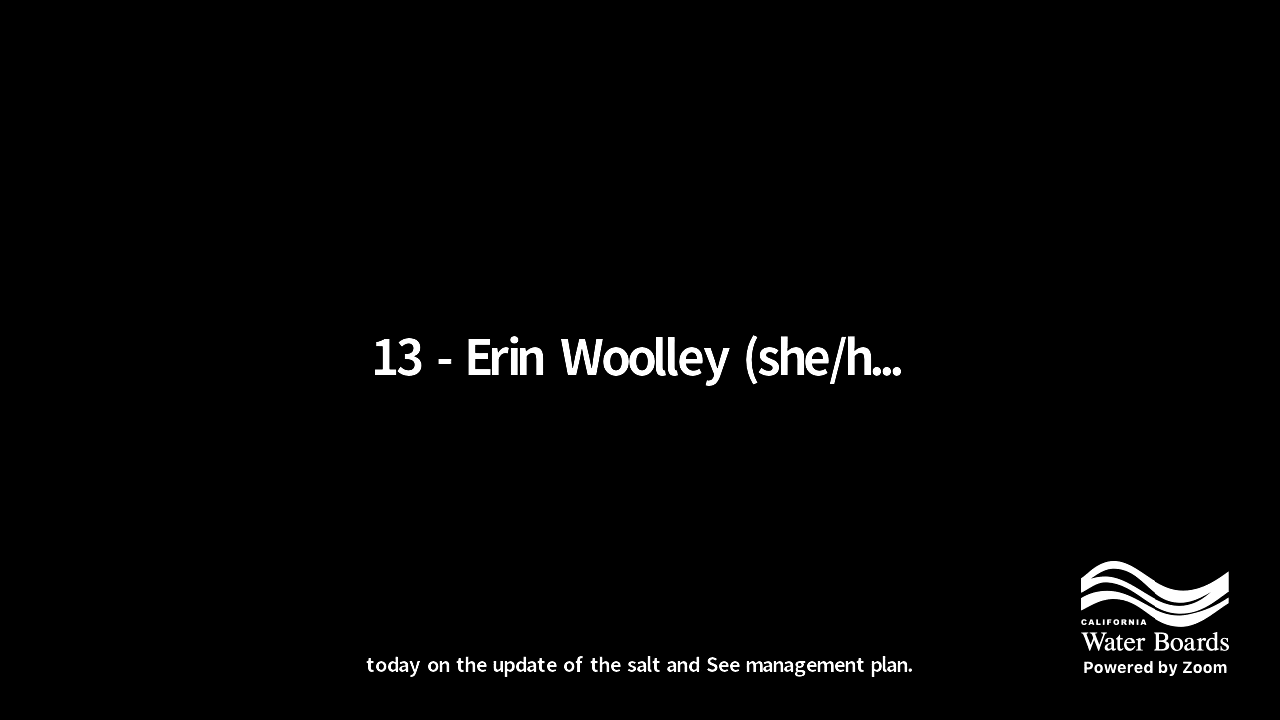 13 - Erin Woolley (she/h...
CALIFORNIA
Water Boards
Powered by Zoom
today on the update of the salt and See management plan.